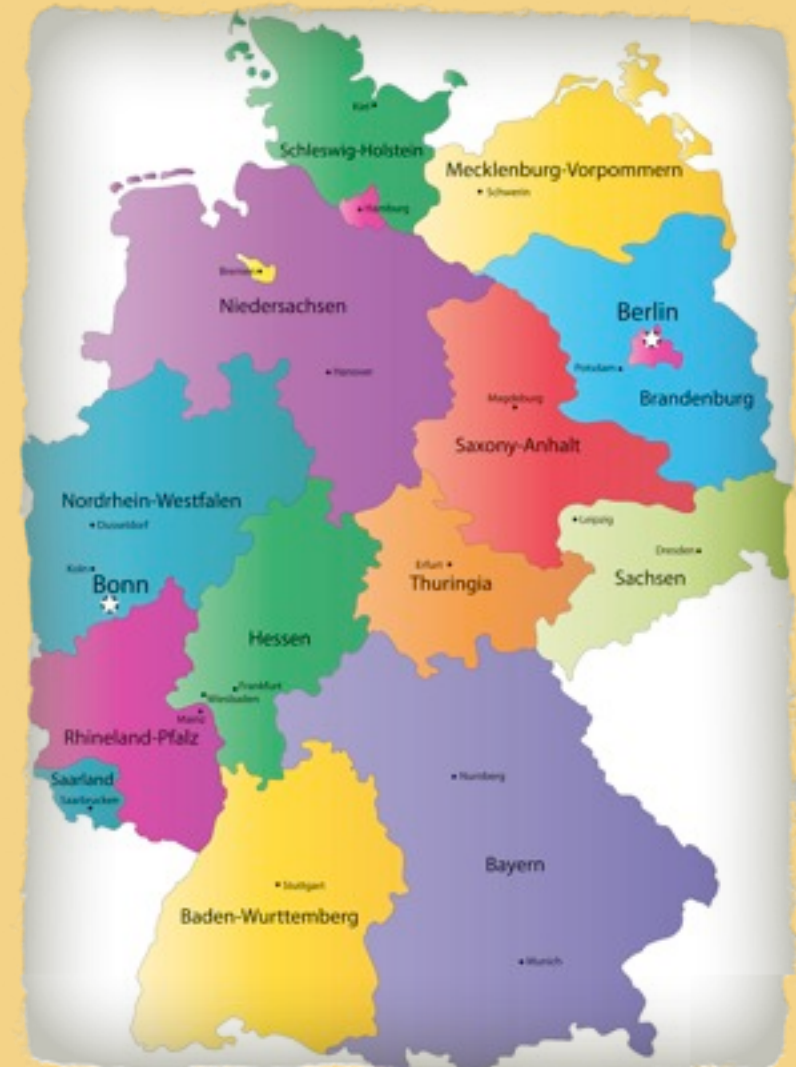 Kiel
Schleswig-Holstein
Mecklenburg-Vorpommern
Schwerin
Hamburg
Bremen
Niedersachsen
Berlin
Hanover
Potsdam
Brandenburg
Magdeburg
Saxony-Anhalt
Nordrhein-Westfalen
Dusseldorf
Leipzig
Dresden
Koln
Bonn
Erfurt
Thuringia
Sachsen
Hessen
Frankfurt
Wiesbaden
Mainz
Rhineland-Pfalz
Saarland
Saarbrucken
Nurnberg
Bayern
Stuttgart
Baden-Wurttemberg
Munich